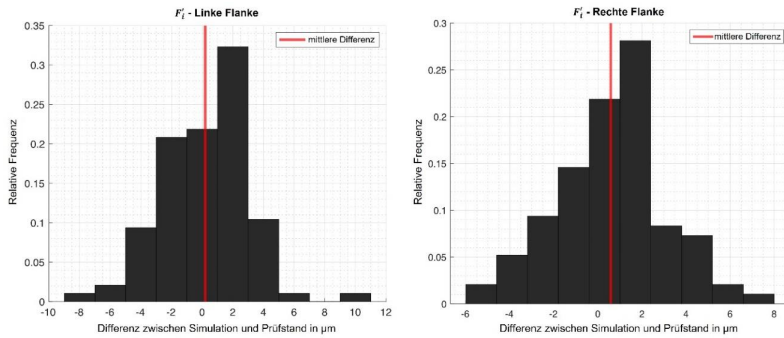 F'ᵢ - Linke Flanke
mittlere Differenz
Relative Frequenz
0.35
0.3
0.25
0.2
0.15
0.1
0.05
0
-10 -8 -6 -4 -2 0 2 4 6 8 10 12
Differenz zwischen Simulation und Prüfstand in µm
F'ᵢ - Rechte Flanke
mittlere Differenz
Relative Frequenz
0.3
0.25
0.2
0.15
0.1
0.05
0
-6 -4 -2 0 2 4 6 8
Differenz zwischen Simulation und Prüfstand in µm